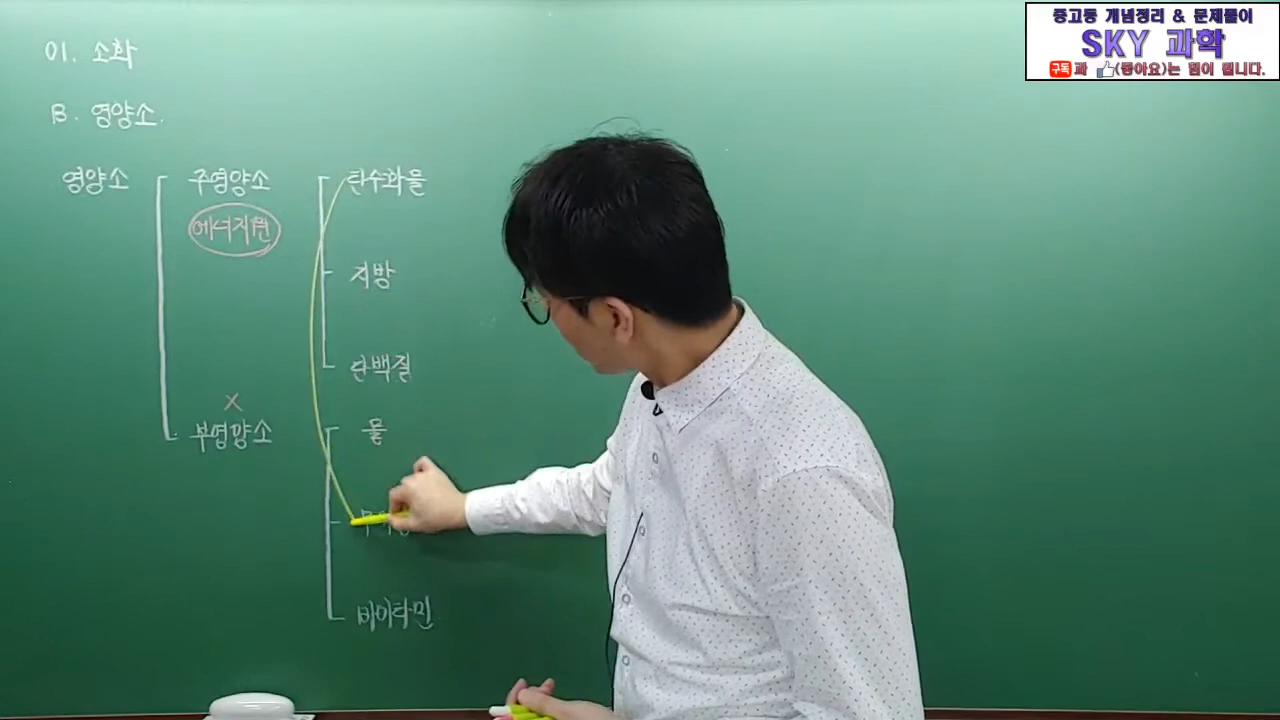 중고등 개념정리 & 문제풀이
SKY 과학
구독과 (좋아요)는 힘이 됩니다.
01. 소화
B. 영양소.
영양소 주영양소 탄수화물
에너지원
지방
단백질
x
부영양소 물
바이타민